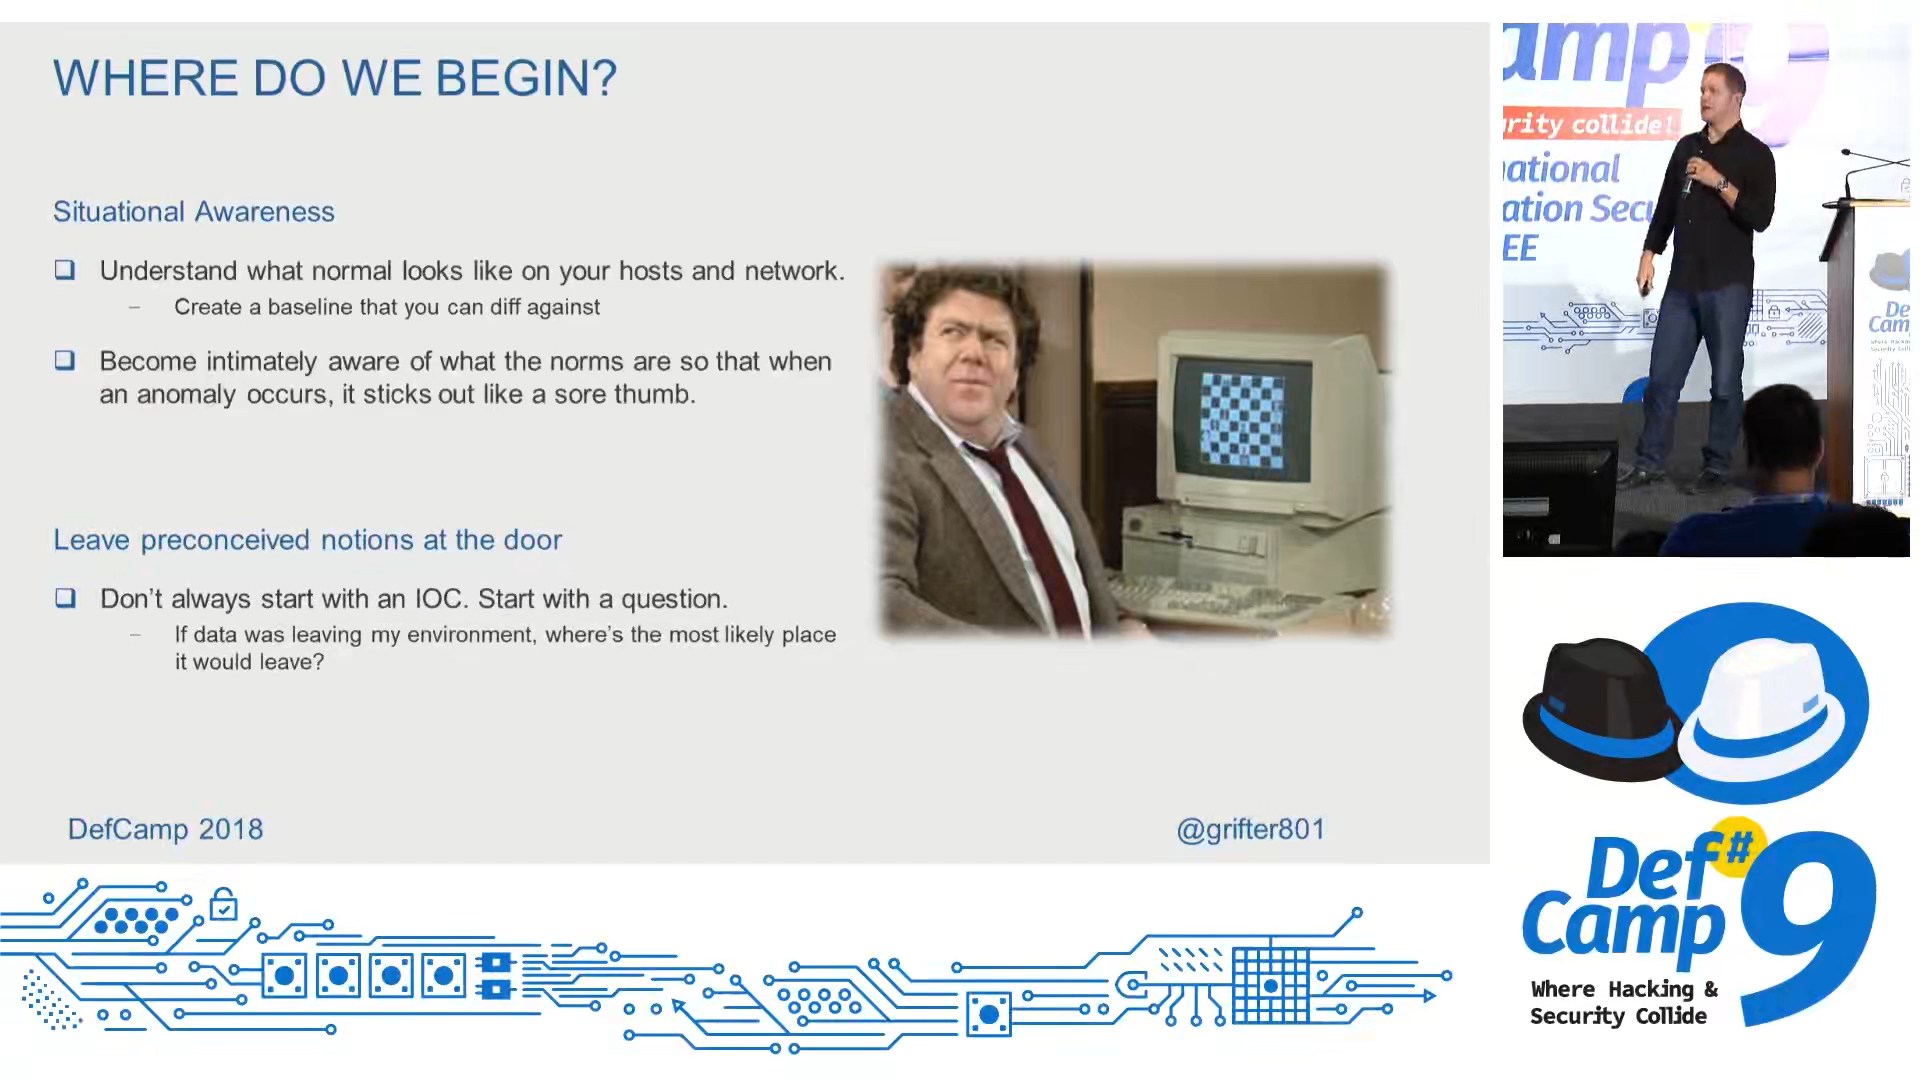 WHERE DO WE BEGIN?
Situational Awareness
Understand what normal looks like on your hosts and network.
– Create a baseline that you can diff against
Become intimately aware of what the norms are so that when
an anomaly occurs, it sticks out like a sore thumb.
Leave preconceived notions at the door
Don’t always start with an IOC. Start with a question.
– If data was leaving my environment, where’s the most likely place
it would leave?
DefCamp 2018
@grifter801
amp
rity collide!
ational
ation Secu
EE
De
Cam
Def#
Camp 9
Where Hacking &
Security Collide